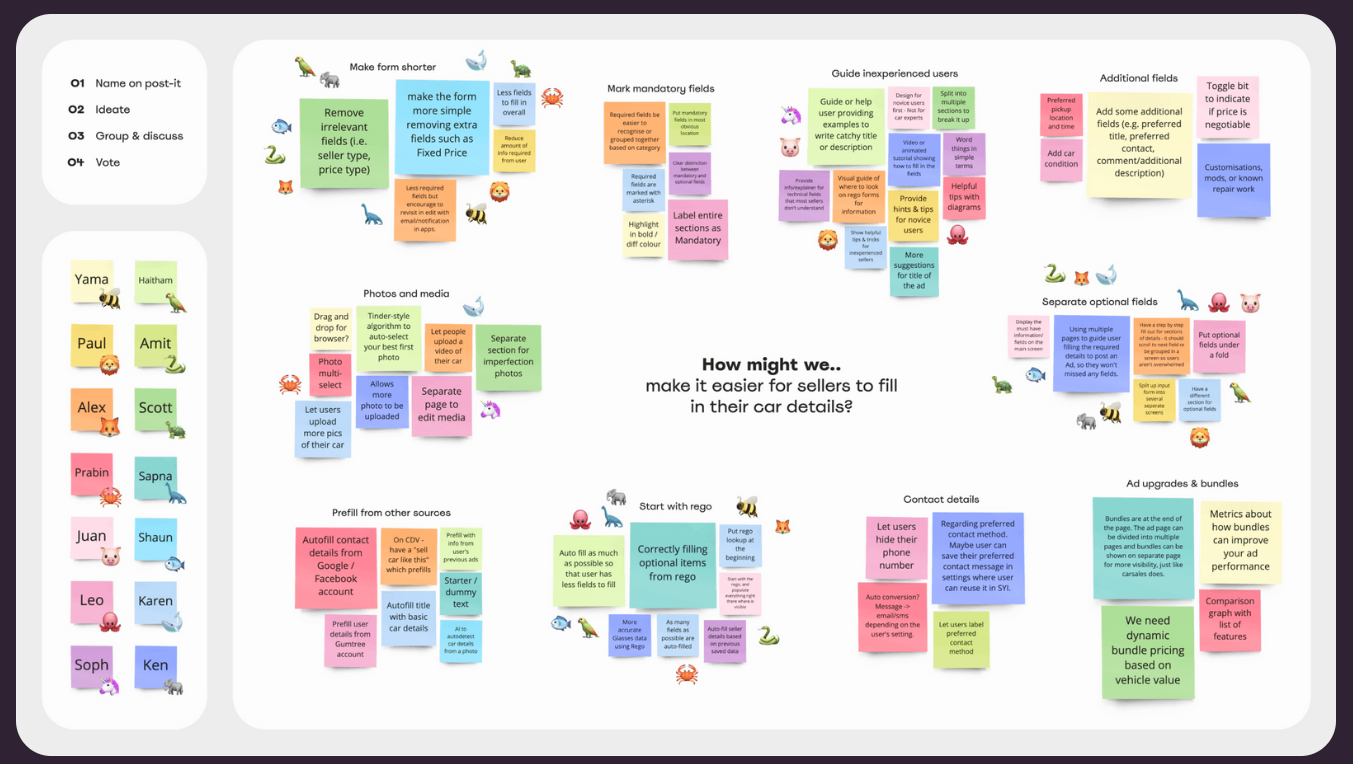 01 Name on post-it
02 Ideate
03 Group & discuss
04 Vote
Yama
Haitham
Paul
Amit
Alex
Scott
Prabin
Sapna
Juan
Shaun
Leo
Karen
Soph
Ken
Make form shorter
Remove
irrelevant
fields (i.e.
seller type,
price type)
make the form
more simple
removing extra
fields such as
Fixed Price
Less fields
to fill in
overall
Reduce
amount of
info required
from user
Less required
fields but
encourage to
revisit in edit with
email/notification
in apps.
Mark mandatory fields
Required fields be
easier to
recognise or
grouped together
based on category
Put mandatory
fields in most
obvious
location
Clear distinction
between
mandatory and
optional fields
Required
fields are
marked with
asterisk
Highlight
in bold /
diff colour
Label entire
sections as
Mandatory
Guide inexperienced users
Guide or help
user providing
examples to
write catchy title
or description
Design for
novice users
first - Not for
car experts
Split into
multiple
sections to
break it up
Video or
animated
tutorial showing
how to fill in the
fields
Word
things in
simple
terms
Provide
info/explainer for
technical fields
that most sellers
don't understand
Visual guide of
where to look
on rego forms
for
information
Provide
hints & tips
for novice
users
Helpful
tips with
diagrams
Show helpful
tips & tricks
for
inexperienced
sellers
More
suggestions
for title of
the ad
Additional fields
Preferred
pickup
location
and time
Add car
condition
Add some additional
fields (e.g. preferred
title, preferred
contact,
comment/additional
description)
Toggle bit
to indicate
if price is
negotiable
Customisations,
mods, or known
repair work
Photos and media
Drag and
drop for
browser?
Tinder-style
algorithm to
auto-select
your best first
photo
Let people
upload a
video of
their car
Separate
section for
imperfection
photos
Photo
multi-
select
Allows
more
photo to be
uploaded
Separate
page to
edit media
Let users
upload
more pics
of their car
How might we..
make it easier for sellers to fill
in their car details?
Separate optional fields
Display the
must have
information/
fields on the
main screen
Using multiple
pages to guide user
filling the required
details to post an
Ad, so they won't
missed any fields.
Have a step by step
fill out for sections
of details - it should
scroll to next field or
be grouped in a
screen so users
aren't overwhelmed
Put optional
fields under
a fold
Split up input
form into
several
seperate
screens
Have a
different
section for
optional fields
Prefill from other sources
Autofill contact
details from
Google /
Facebook
account
On CDV -
have a "sell
car like this"
which prefills
Prefill with
info from
user's
previous ads
Starter /
dummy
text
Prefill user
details from
Gumtree
account
Autofill title
with basic
car details
AI to
autodetect
car details
from a photo
Start with rego
Auto fill as much
as possible so
that user has
less fields to fill
Correctly filling
optional items
from rego
Put rego
lookup at
the
beginning
Start with the
rego, and
populate
everything right
there where is
visible
More
accurate
Glasses data
using Rego
As many
fields as
possible are
auto-filled
Auto-fill seller
details based
on previous
saved data
Contact details
Let users
hide their
phone
number
Regarding preferred
contact method.
Maybe user can
save their preferred
contact message in
settings where user
can reuse it in SYI.
Auto conversion?
Message ->
email/sms
depending on the
user's setting.
Let users label
preferred
contact
method
Ad upgrades & bundles
Bundles are at the end of
the page. The ad page can
be divided into multiple
pages and bundles can be
shown on separate page
for more visibility, just like
carsales does.
Metrics about
how bundles
can improve
your ad
performance
We need
dynamic
bundle pricing
based on
vehicle value
Comparison
graph with
list of
features